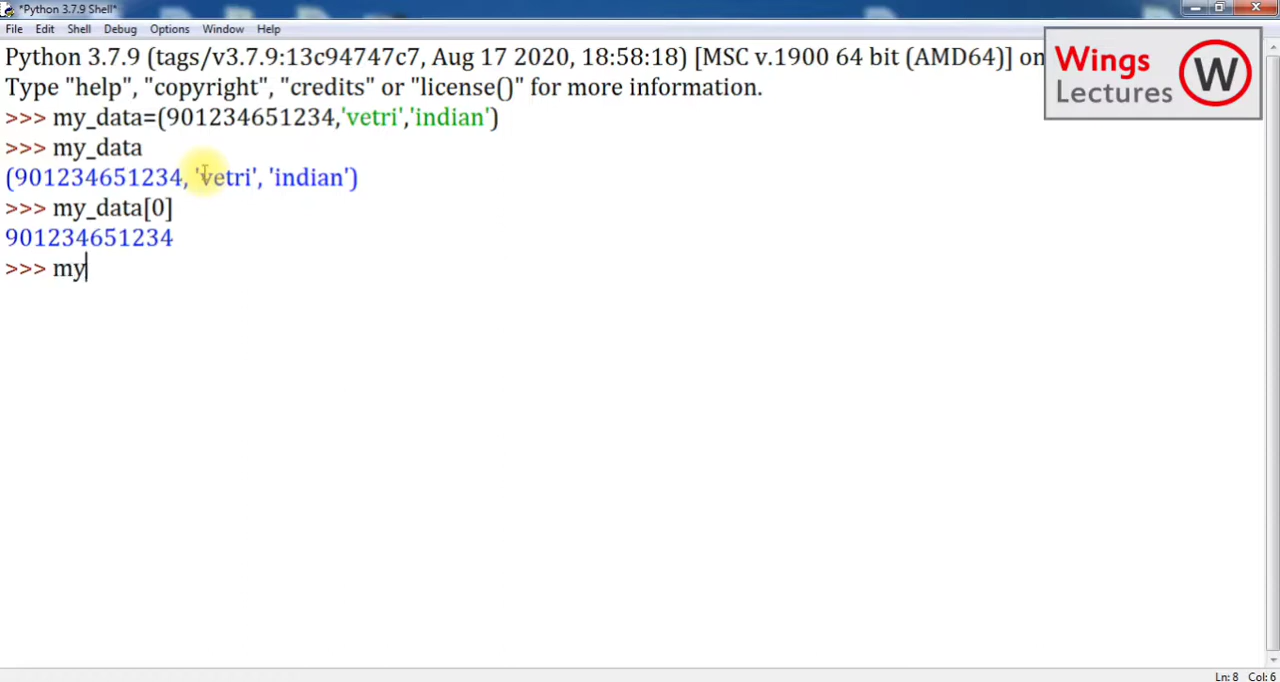 *Python 3.7.9 Shell*
File Edit Shell Debug Options Window Help
Python 3.7.9 (tags/v3.7.9:13c94747c7, Aug 17 2020, 18:58:18) [MSC v.1900 64 bit (AMD64)] on
Type "help", "copyright", "credits" or "license()" for more information.
>>> my_data=(901234651234,'vetri','indian')
>>> my_data
(901234651234, 'vetri', 'indian')
>>> my_data[0]
901234651234
>>> my
Wings
Lectures
W
Ln: 8 Col: 6